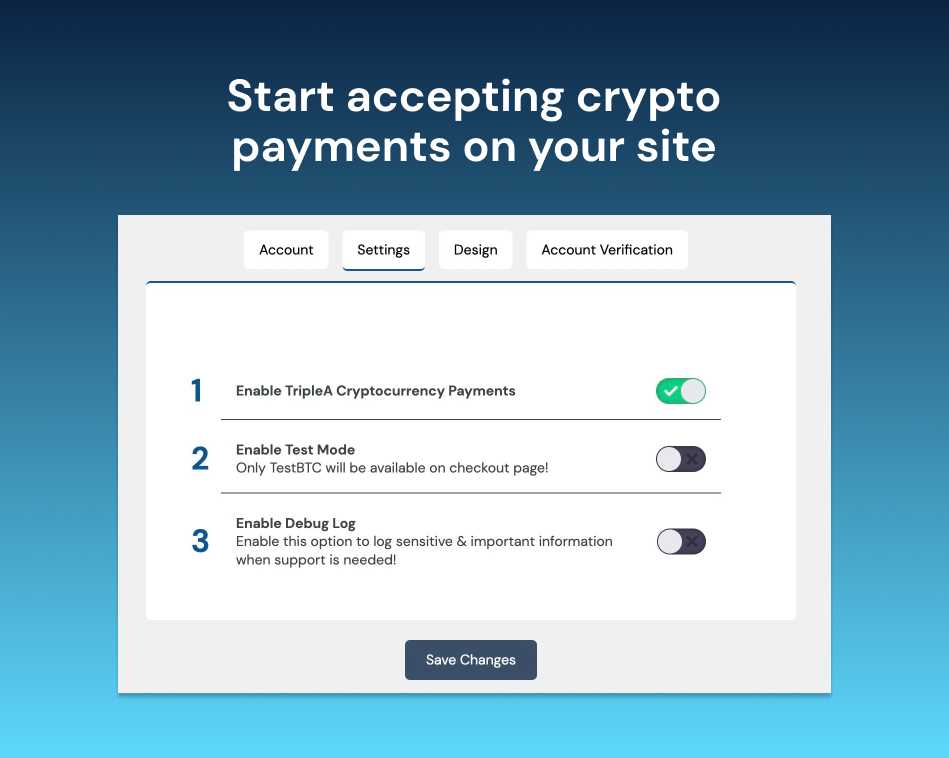 Start accepting crypto
payments on your site
Account
Settings
Design
Account Verification
1
Enable TripleA Cryptocurrency Payments
2
Enable Test Mode
Only TestBTC will be available on checkout page!
3
Enable Debug Log
Enable this option to log sensitive & important information
when support is needed!
Save Changes